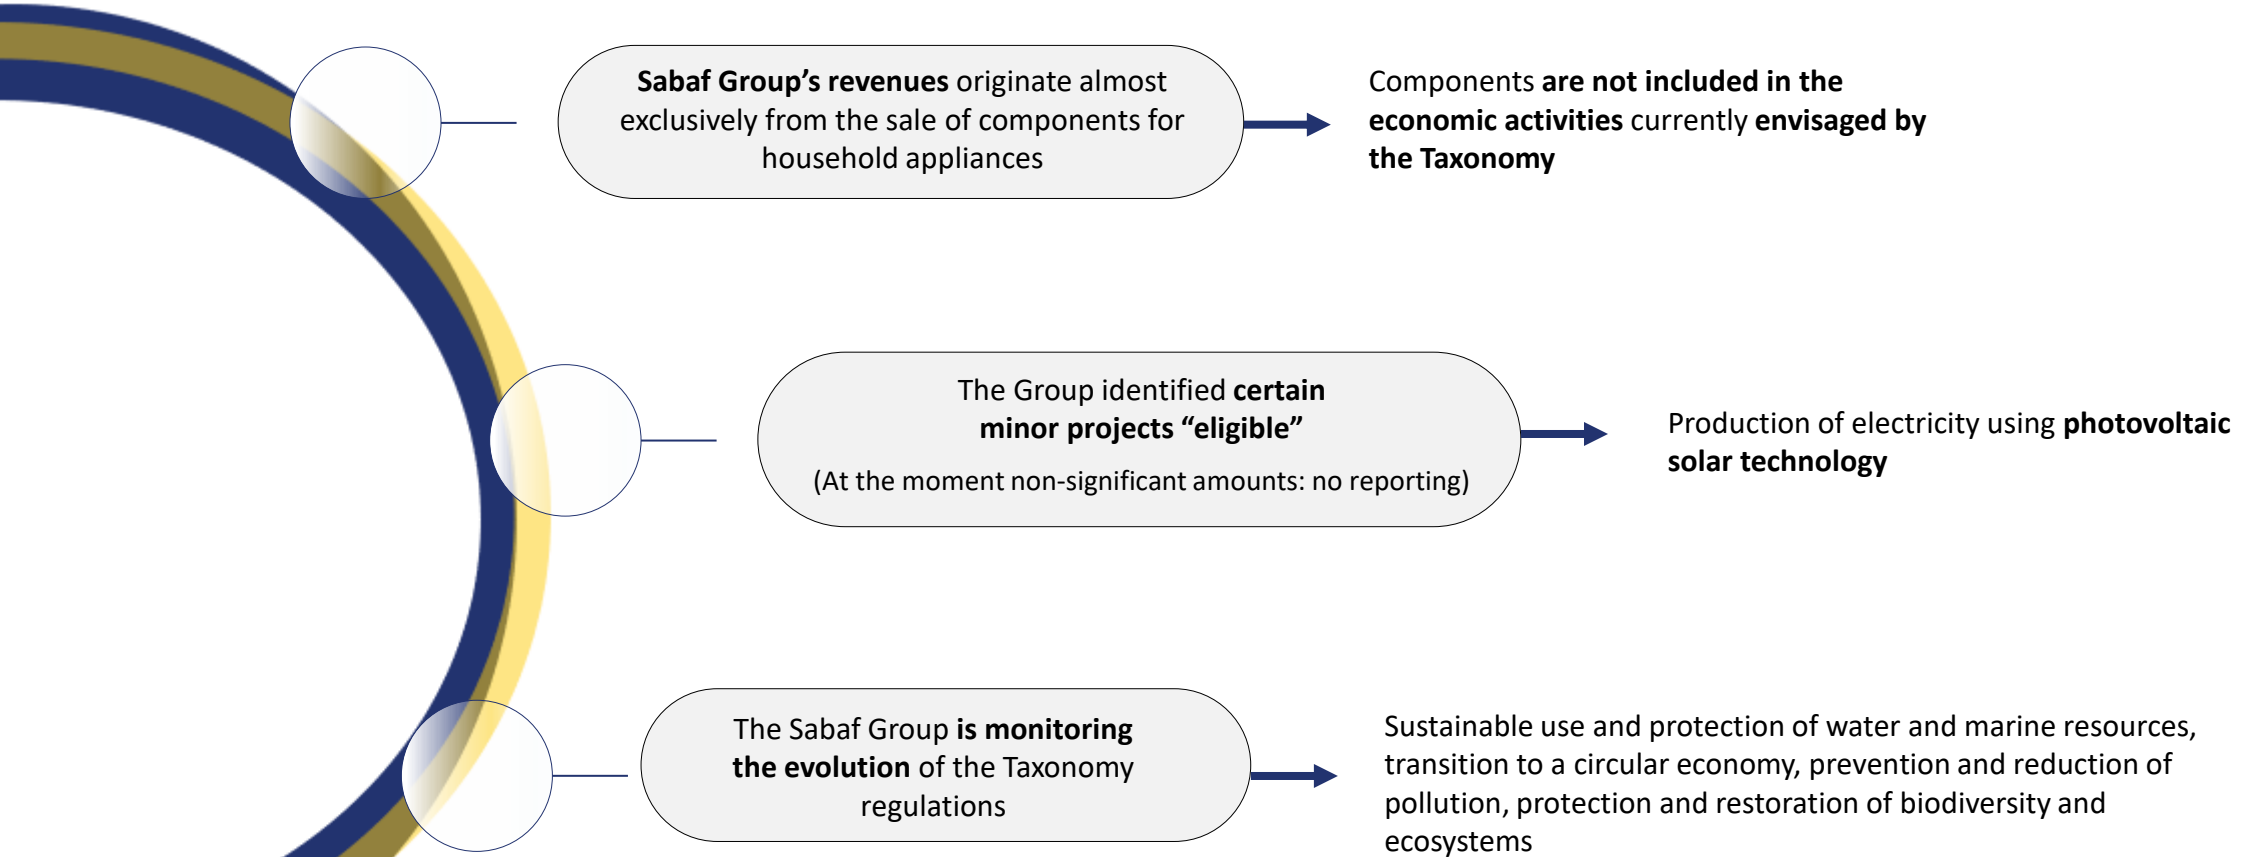 Sabaf Group’s revenues originate almost
exclusively from the sale of components for
household appliances
Components are not included in the
economic activities currently envisaged by
the Taxonomy
The Group identified certain
minor projects “eligible”
(At the moment non-significant amounts: no reporting)
Production of electricity using photovoltaic
solar technology
The Sabaf Group is monitoring
the evolution of the Taxonomy
regulations
Sustainable use and protection of water and marine resources,
transition to a circular economy, prevention and reduction of
pollution, protection and restoration of biodiversity and
ecosystems